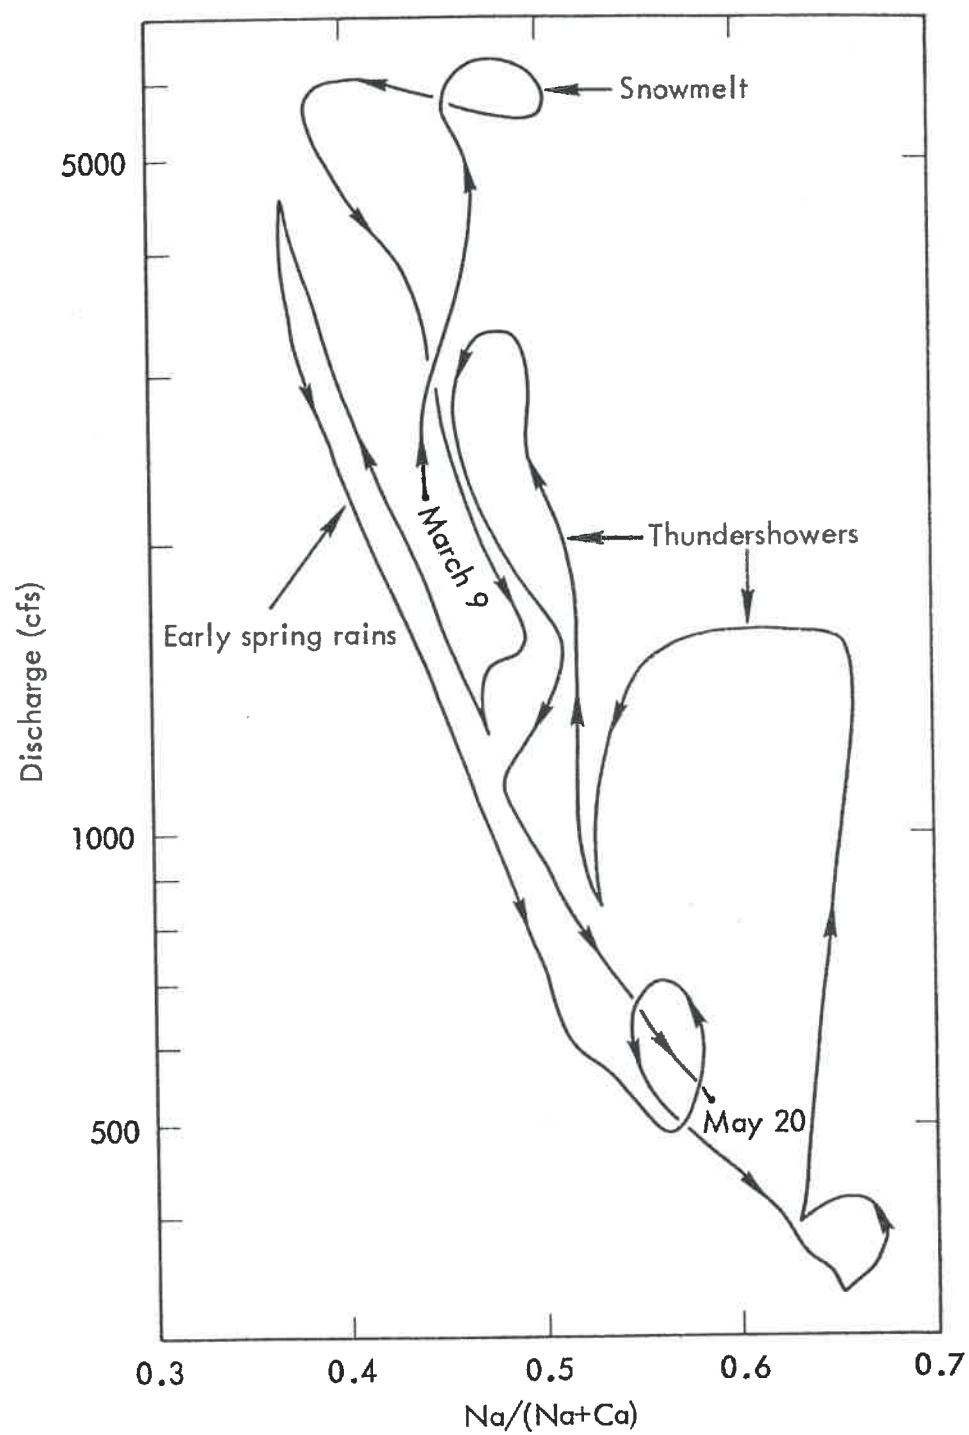 Snowmelt
5000
March 9
Thundershowers
Early spring rains
Discharge (cfs)
1000
500
May 20
0.3 0.4 0.5 0.6 0.7
Na/(Na+Ca)